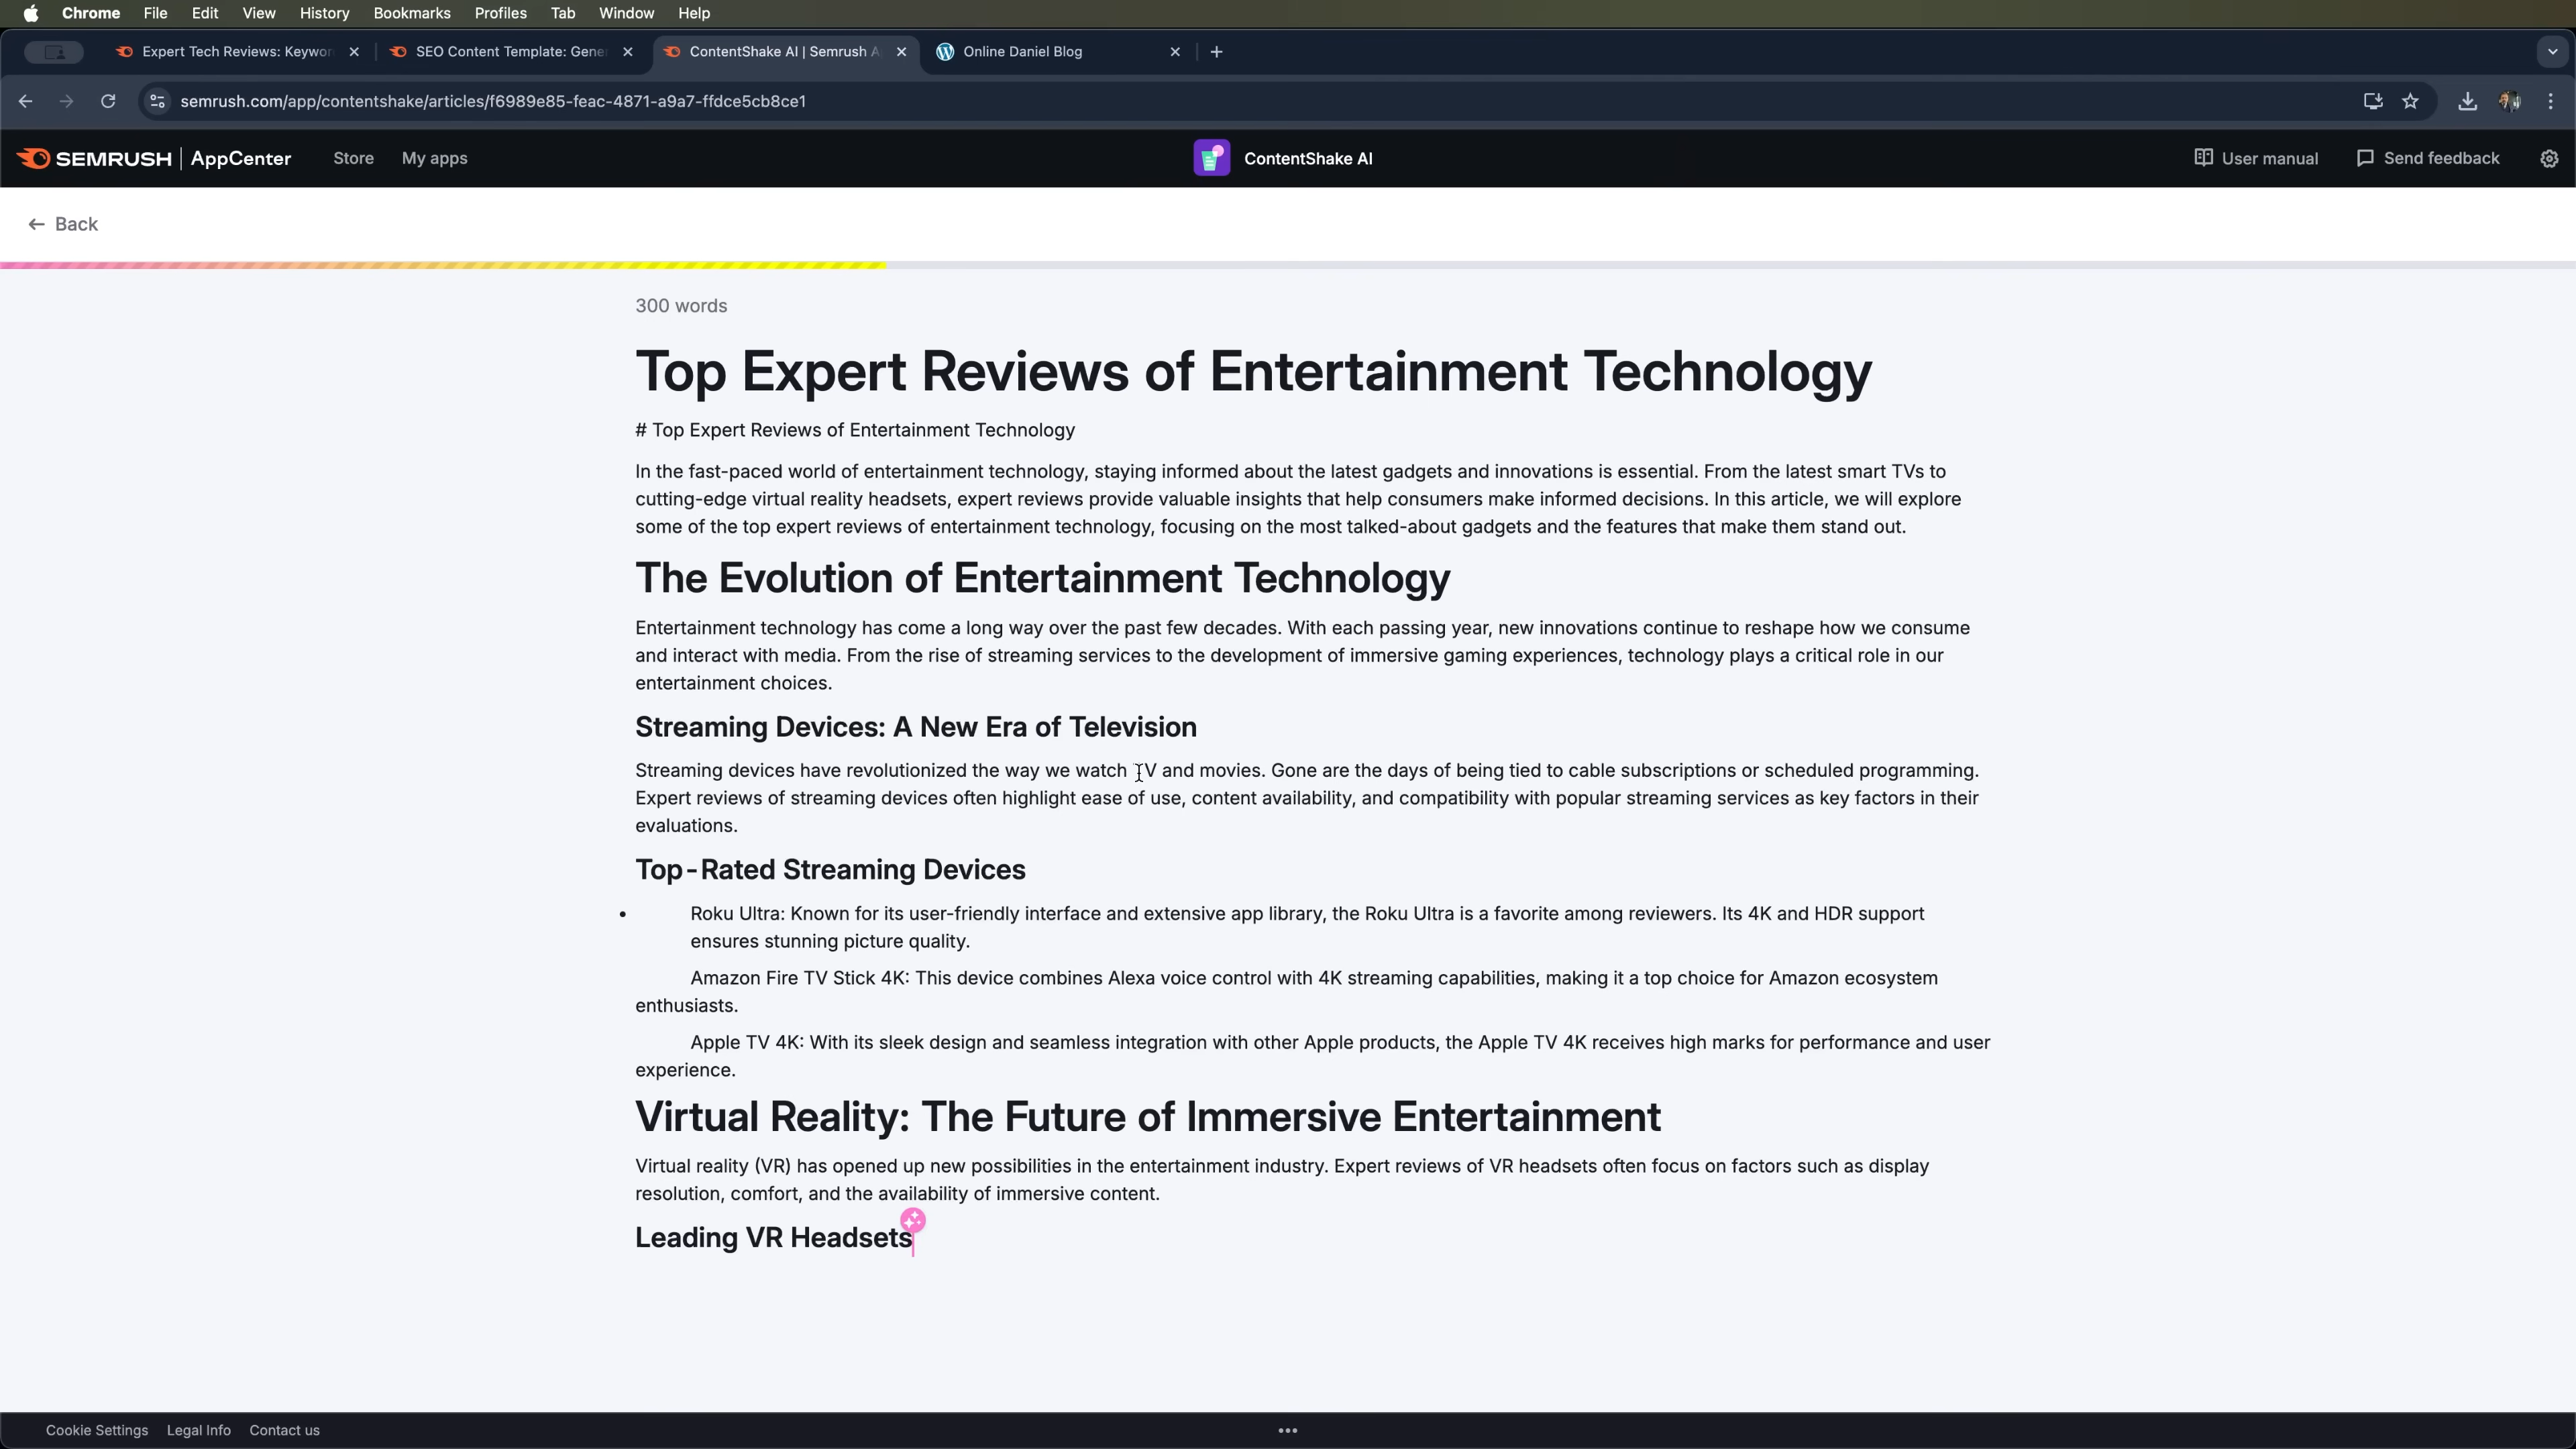 Chrome File Edit View History Bookmarks Profiles Tab Window Help
Expert Tech Reviews: Keywor
SEO Content Template: Gene
ContentShake AI | Semrush A
Online Daniel Blog
semrush.com/app/contentshake/articles/f6989e85-feac-4871-a9a7-ffdce5cb8ce1
SEMRUSH | AppCenter Store My apps ContentShake AI User manual Send feedback
Back
300 words
Top Expert Reviews of Entertainment Technology
# Top Expert Reviews of Entertainment Technology
In the fast-paced world of entertainment technology, staying informed about the latest gadgets and innovations is essential. From the latest smart TVs to
cutting-edge virtual reality headsets, expert reviews provide valuable insights that help consumers make informed decisions. In this article, we will explore
some of the top expert reviews of entertainment technology, focusing on the most talked-about gadgets and the features that make them stand out.
The Evolution of Entertainment Technology
Entertainment technology has come a long way over the past few decades. With each passing year, new innovations continue to reshape how we consume
and interact with media. From the rise of streaming services to the development of immersive gaming experiences, technology plays a critical role in our
entertainment choices.
Streaming Devices: A New Era of Television
Streaming devices have revolutionized the way we watch TV and movies. Gone are the days of being tied to cable subscriptions or scheduled programming.
Expert reviews of streaming devices often highlight ease of use, content availability, and compatibility with popular streaming services as key factors in their
evaluations.
Top-Rated Streaming Devices
• Roku Ultra: Known for its user-friendly interface and extensive app library, the Roku Ultra is a favorite among reviewers. Its 4K and HDR support
ensures stunning picture quality.
Amazon Fire TV Stick 4K: This device combines Alexa voice control with 4K streaming capabilities, making it a top choice for Amazon ecosystem
enthusiasts.
Apple TV 4K: With its sleek design and seamless integration with other Apple products, the Apple TV 4K receives high marks for performance and user
experience.
Virtual Reality: The Future of Immersive Entertainment
Virtual reality (VR) has opened up new possibilities in the entertainment industry. Expert reviews of VR headsets often focus on factors such as display
resolution, comfort, and the availability of immersive content.
Leading VR Headsets
Cookie Settings Legal Info Contact us